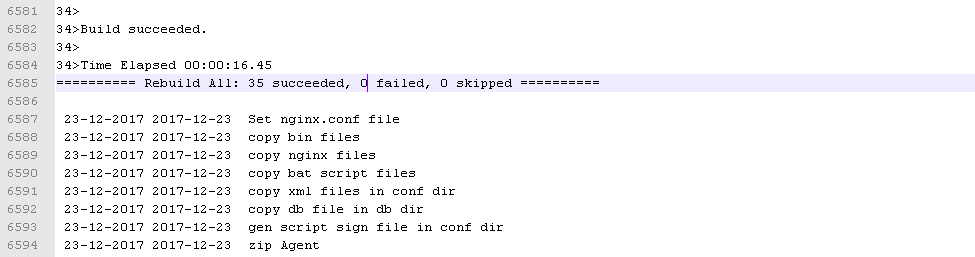 6581 34>
6582 34>Build succeeded.
6583 34>
6584 34>Time Elapsed 00:00:16.45
6585 ========== Rebuild All: 35 succeeded, 0 failed, 0 skipped ==========
6586
6587 23-12-2017 2017-12-23  Set nginx.conf file
6588 23-12-2017 2017-12-23  copy bin files
6589 23-12-2017 2017-12-23  copy nginx files
6590 23-12-2017 2017-12-23  copy bat script files
6591 23-12-2017 2017-12-23  copy xml files in conf dir
6592 23-12-2017 2017-12-23  copy db file in db dir
6593 23-12-2017 2017-12-23  gen script sign file in conf dir
6594 23-12-2017 2017-12-23  zip Agent